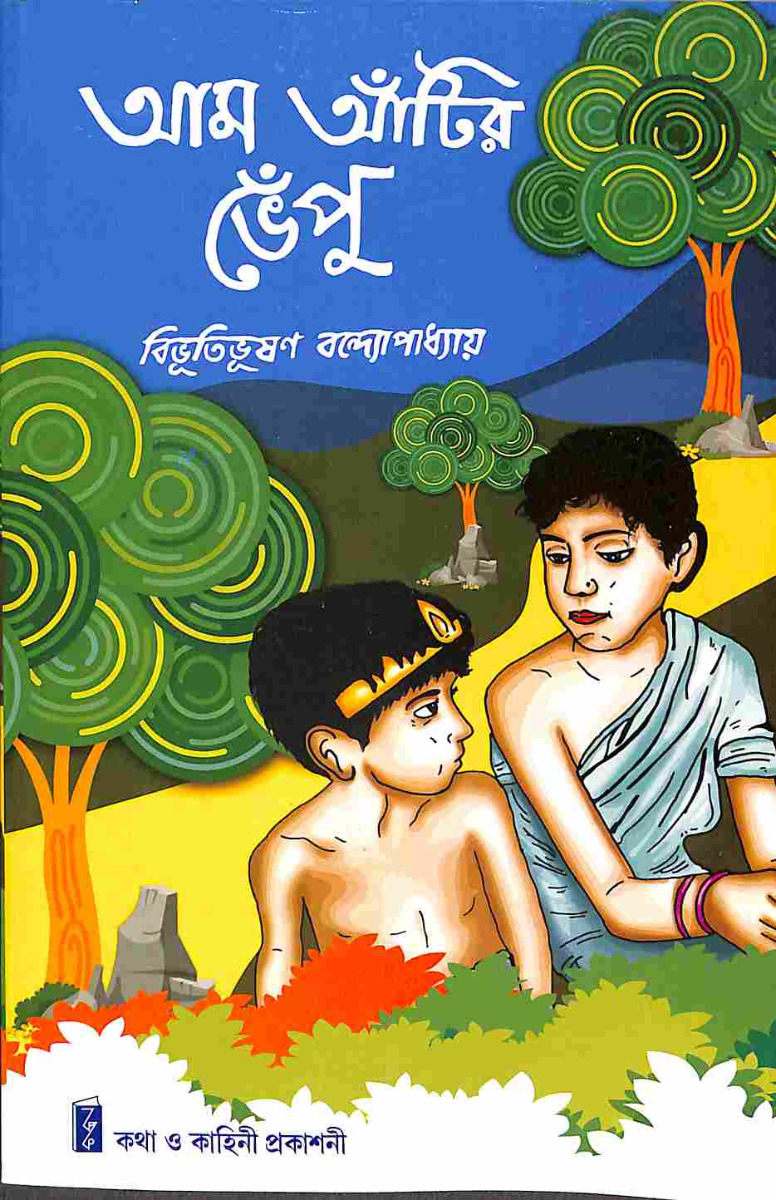 আম আঁটির
ভেঁপু
বিভূতিভূষণ বন্দ্যোপাধ্যায়
কথা ও কাহিনী প্রকাশনী